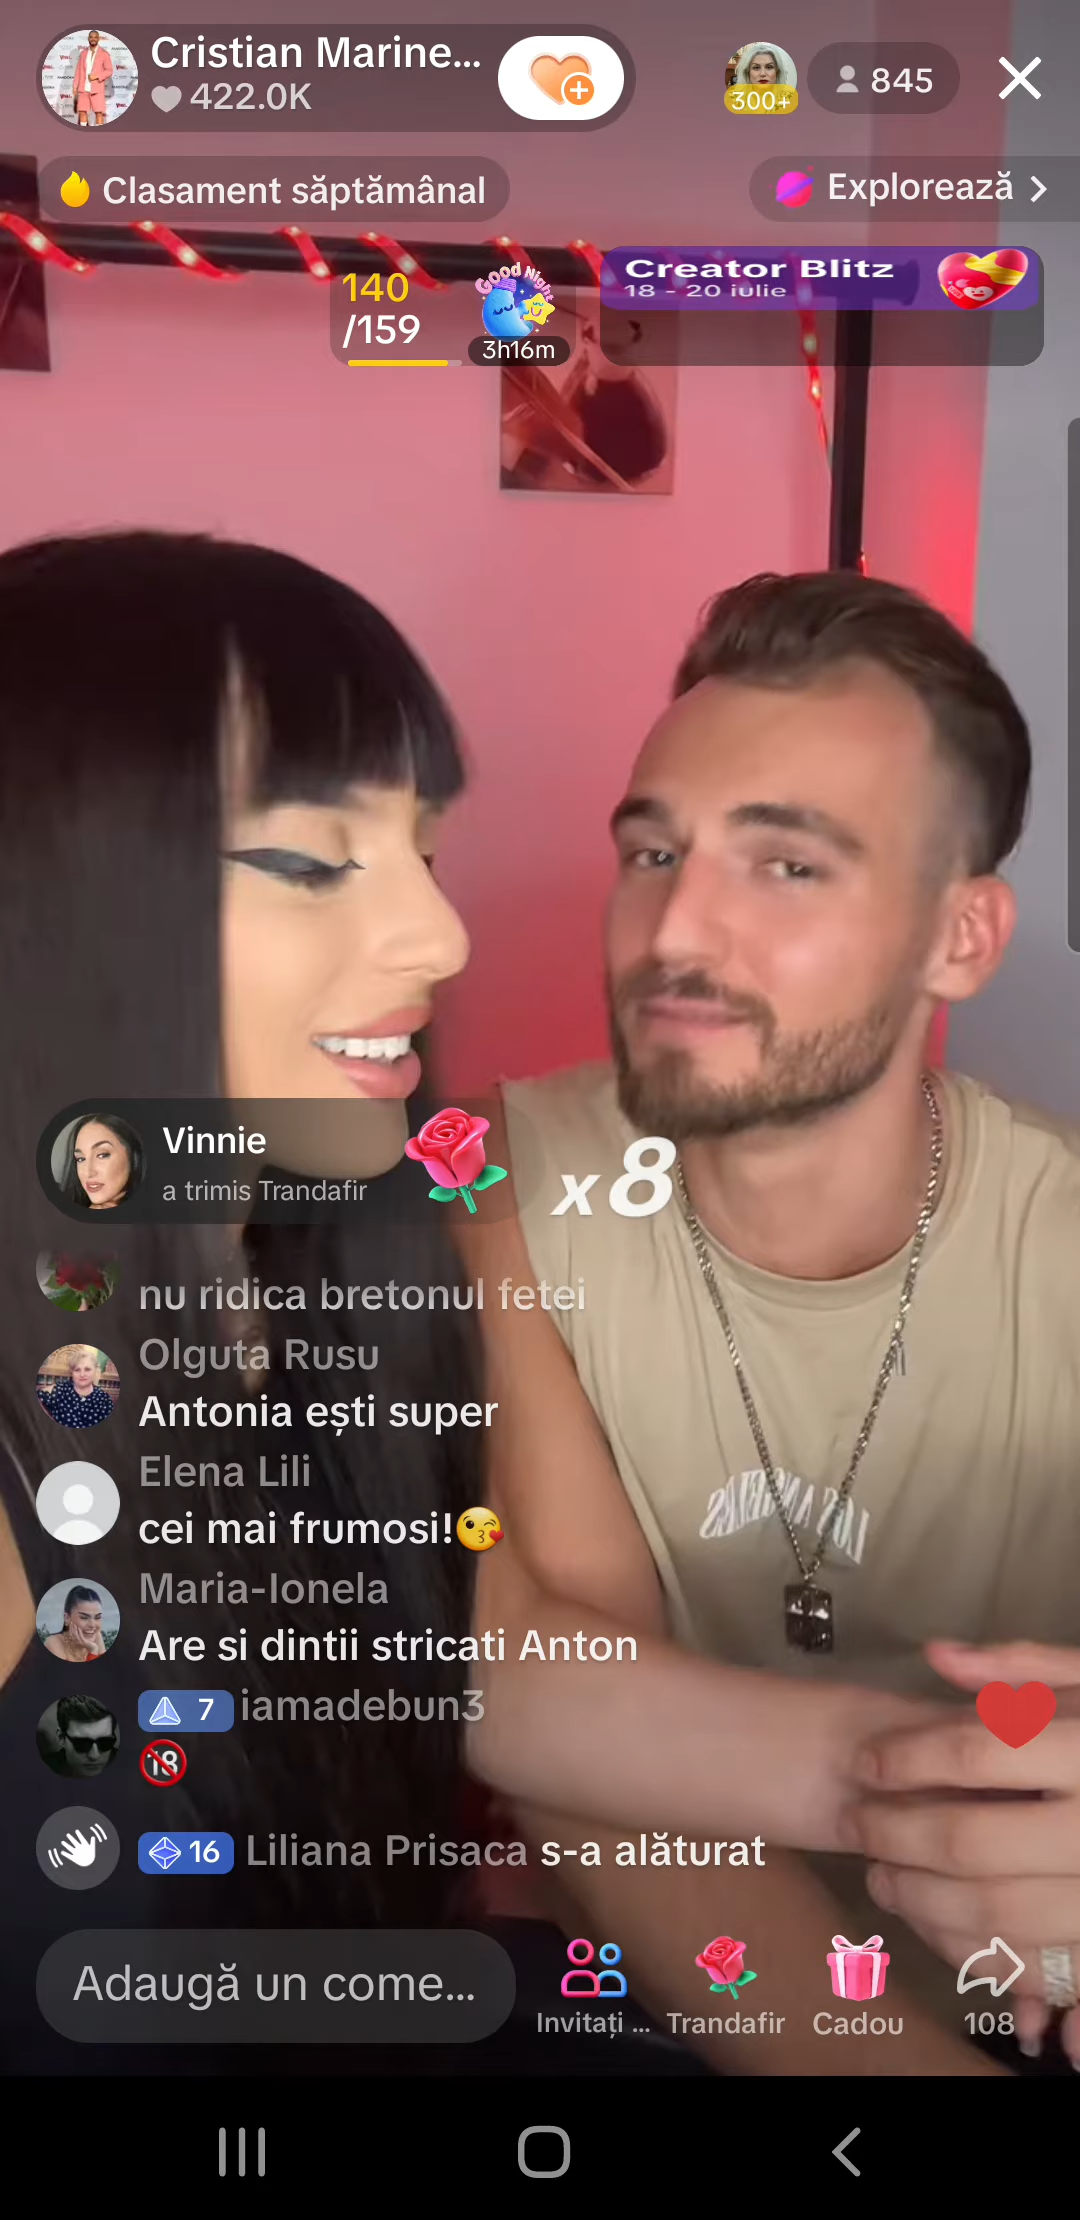 Cristian Marine...
422.0K
300+
845
Clasament săptămânal
Explorează
140
/159
Good Night
3h16m
Creator Blitz
18 - 20 iulie
Vinnie
a trimis Trandafir
x8
nu ridica bretonul fetei
Olguta Rusu
Antonia ești super
Elena Lili
cei mai frumosi!😘
Maria-Ionela
Are si dintii stricati Anton
7 iamadebun3
🔞
16 Liliana Prisaca s-a alăturat
LOS ANGELES
Adaugă un come...
Invitați ...
Trandafir
Cadou
108